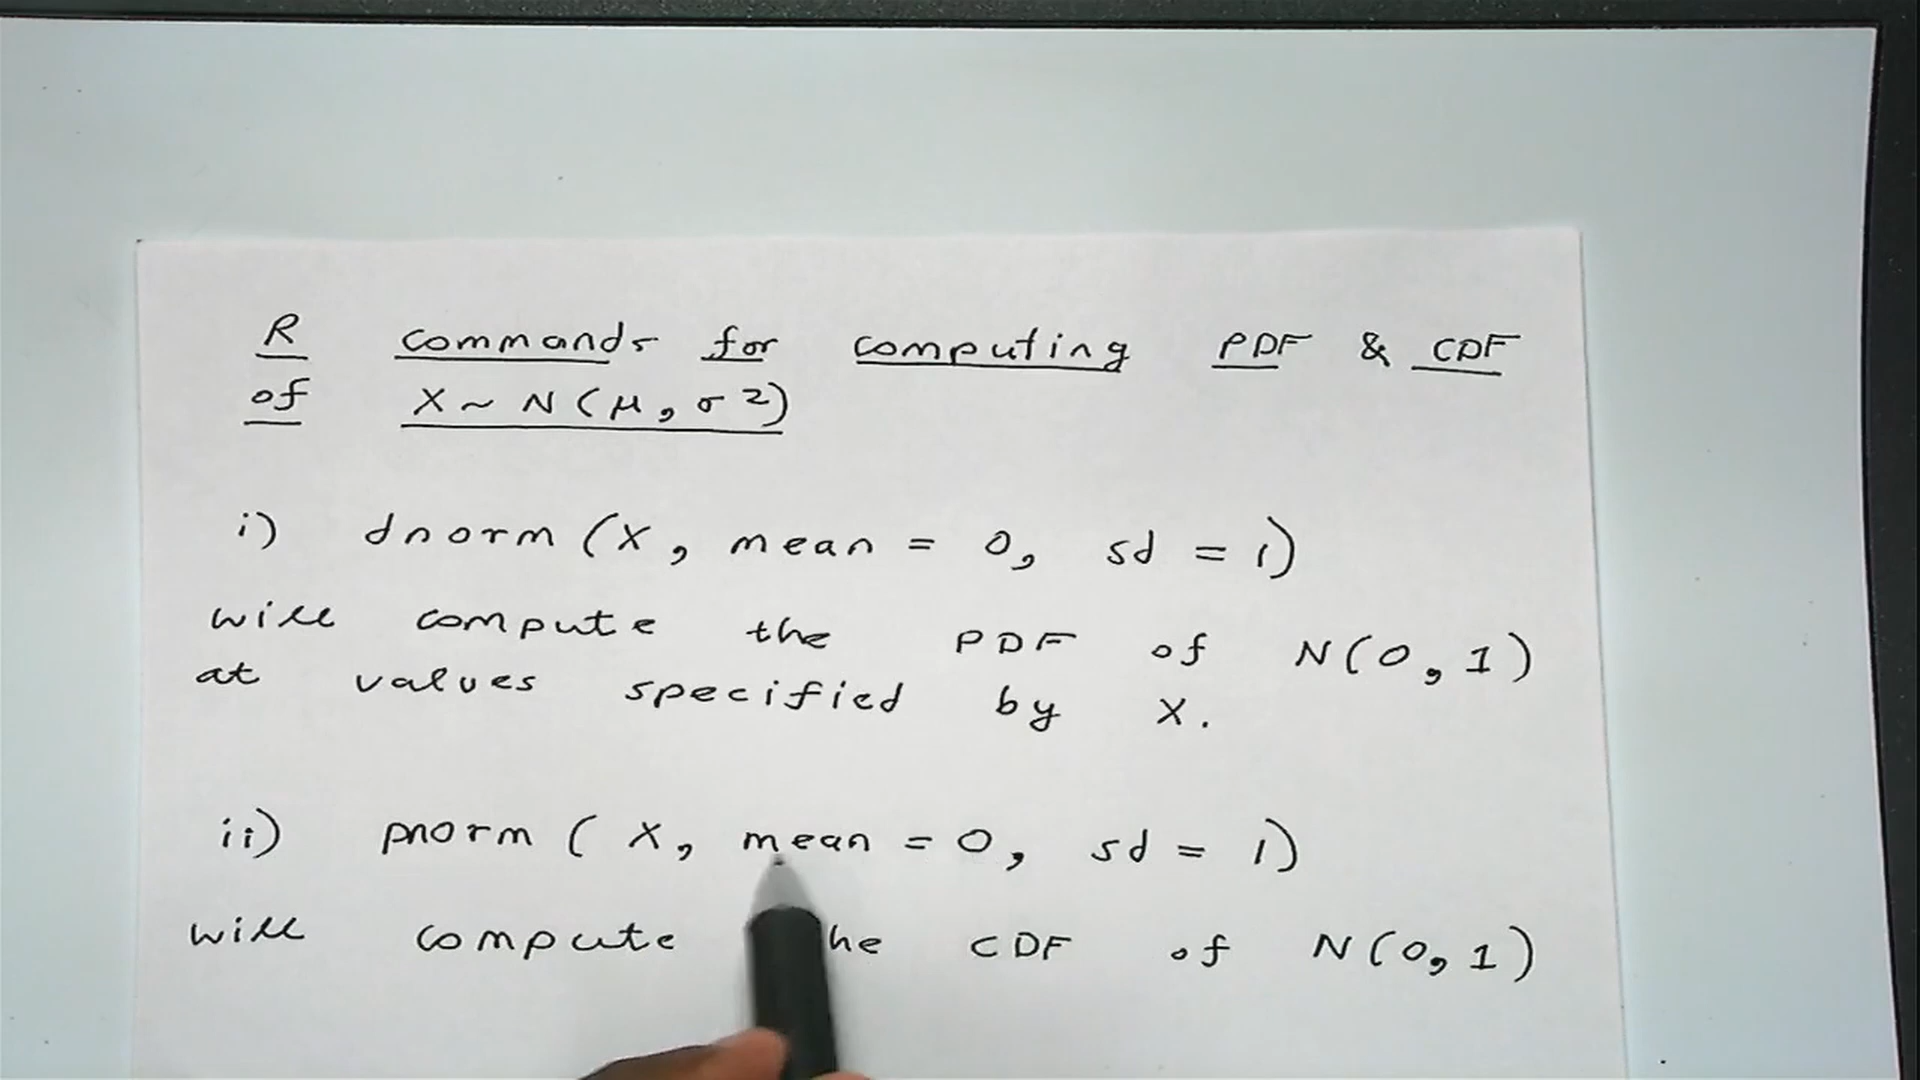 R commands for computing PDF & CDF
of X ~ N(μ, σ2)
i) dnorm (X, mean = 0, sd = 1)
will compute the PDF of N(0, 1)
at values specified by X.
ii) pnorm (X, mean = 0, sd = 1)
will compute he CDF of N(0, 1)